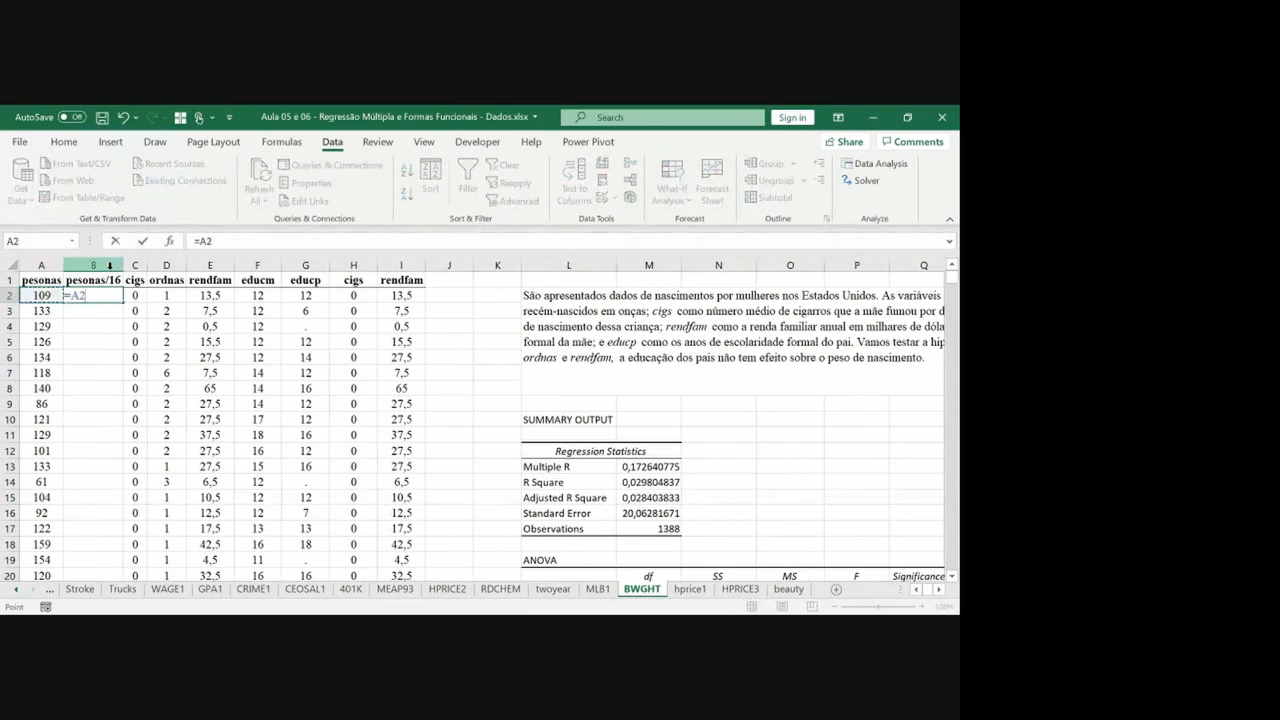 AutoSave Off Aula 05 e 06 - Regressão Múltipla e Formas Funcionais - Dados.xlsx Search Sign in
File Home Insert Draw Page Layout Formulas Data Review View Developer Help Power Pivot Share Comments
Get Data From Text/CSV From Web From Table/Range Recent Sources Existing Connections
Refresh All Queries & Connections Properties Edit Links
Sort Filter Clear Reapply Advanced
Text to Columns What-If Analysis Forecast Sheet
Group Ungroup Subtotal Data Analysis Solver
Get & Transform Data Queries & Connections Sort & Filter Data Tools Forecast Outline Analyze
A2 fx =A2
A B C D E F G H I J K L M N O P Q
1 pesonas pesonas/16 cigs ordnas rendfam educm educp cigs rendfam
2 109 =A2 0 1 13,5 12 12 0 13,5 São apresentados dados de nascimentos por mulheres nos Estados Unidos. As variáveis
3 133 0 2 7,5 12 6 0 7,5 recém-nascidos em onças; cigs como número médio de cigarros que a mãe fumou por d
4 129 0 2 0,5 12 . 0 0,5 de nascimento dessa criança; rendfam como a renda familiar anual em milhares de dóla
5 126 0 2 15,5 12 12 0 15,5 formal da mãe; e educp como os anos de escolaridade formal do pai. Vamos testar a hip
6 134 0 2 27,5 12 14 0 27,5 ordnas e rendfam, a educação dos pais não tem efeito sobre o peso de nascimento.
7 118 0 6 7,5 14 12 0 7,5
8 140 0 2 65 14 16 0 65
9 86 0 2 27,5 14 12 0 27,5
10 121 0 2 27,5 17 12 0 27,5 SUMMARY OUTPUT
11 129 0 2 37,5 18 16 0 37,5
12 101 0 2 27,5 16 12 0 27,5 Regression Statistics
13 133 0 1 27,5 15 16 0 27,5 Multiple R 0,172640775
14 61 0 3 6,5 12 . 0 6,5 R Square 0,029804837
15 104 0 1 10,5 12 12 0 10,5 Adjusted R Square 0,028403833
16 92 0 1 12,5 12 7 0 12,5 Standard Error 20,06281671
17 122 0 1 17,5 13 13 0 17,5 Observations 1388
18 159 0 1 42,5 16 18 0 42,5
19 154 0 1 4,5 11 . 0 4,5 ANOVA
20 120 0 1 32,5 16 16 0 32,5 df SS MS F Significance
... Stroke Trucks WAGE1 GPA1 CRIME1 CEOSAL1 401K MEAP93 HPRICE2 RDCHEM twoyear MLB1 BWGHT hprice1 HPRICE3 beauty
Point 100%